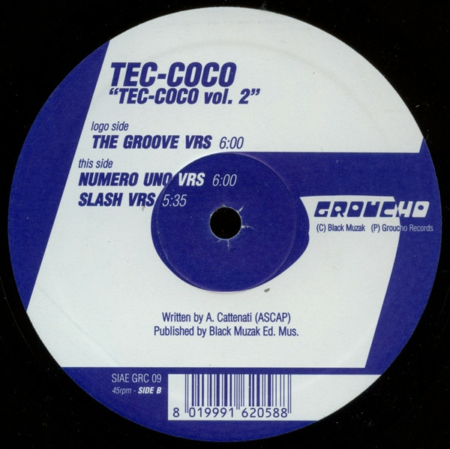 TEC-COCO
"TEC-COCO vol. 2"
logo side
THE GROOVE VRS 6:00
this side
NUMERO UNO VRS 6:00
SLASH VRS 5:35
GROUCHO
(C) Black Muzak (P) Groucho Records
Written by A. Cattenati (ASCAP)
Published by Black Muzak Ed. Mus.
SIAE GRC 09
45rpm - SIDE B
8 019991 620588